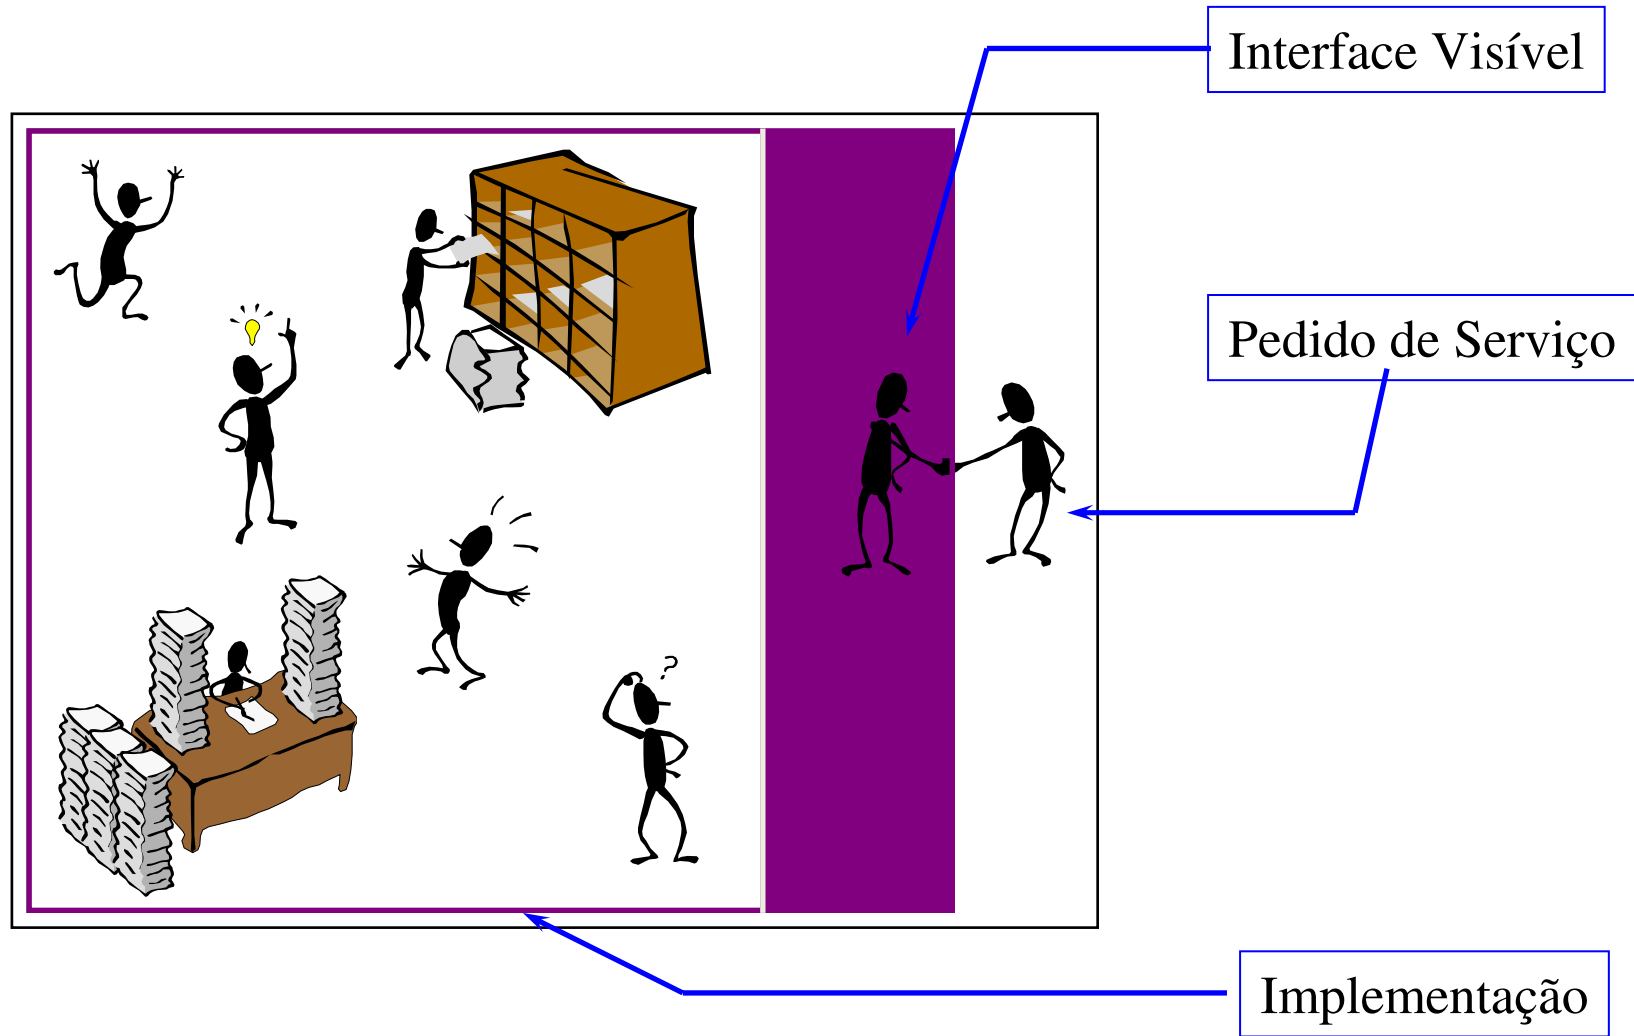 Interface Visível
Pedido de Serviço
?
Implementação